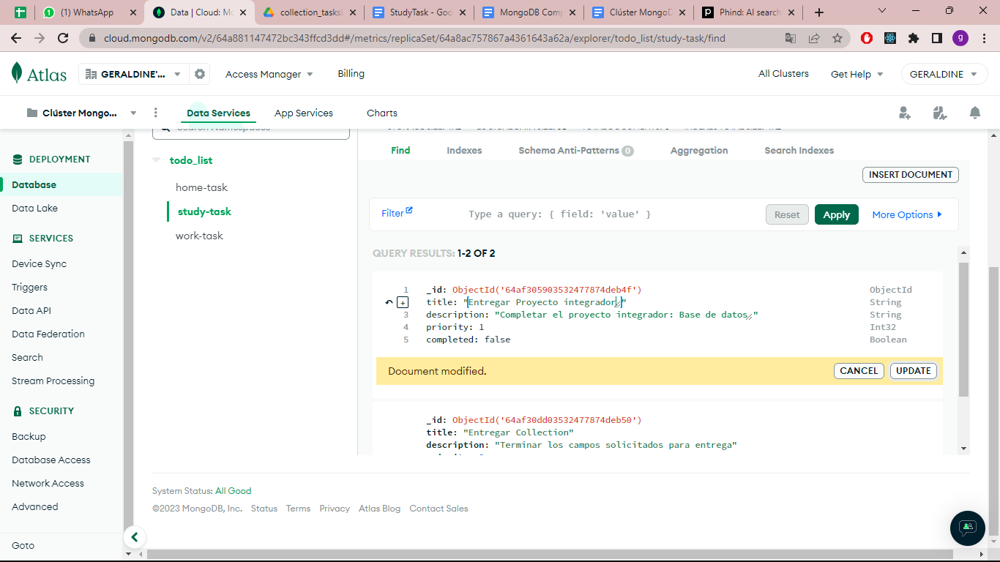 (1) WhatsApp
Data | Cloud: Mo
collection_tasks
StudyTask - Goo
MongoDB Com
Clúster MongoD
Phind: AI search
cloud.mongodb.com/v2/64a881147472bc343ffcd3dd#/metrics/replicaSet/64a8ac757867a4361643a62a/explorer/todo_list/study-task/find
g
Atlas
GERALDINE'...
Access Manager
Billing
All Clusters
Get Help
GERALDINE
Clúster Mongo...
Data Services
App Services
Charts
DEPLOYMENT
Database
Data Lake
SERVICES
Device Sync
Triggers
Data API
Data Federation
Search
Stream Processing
SECURITY
Backup
Database Access
Network Access
Advanced
Goto
Search Namespaces
todo_list
home-task
study-task
work-task
Find
Indexes
Schema Anti-Patterns 0
Aggregation
Search Indexes
INSERT DOCUMENT
Filter
Type a query: { field: 'value' }
Reset
Apply
More Options
QUERY RESULTS: 1-2 OF 2
1 _id: ObjectId('64af305903532477874deb4f') ObjectId
+ title: "Entregar Proyecto integrador" String
3 description: "Completar el proyecto integrador: Base de datos." String
4 priority: 1 Int32
5 completed: false Boolean
Document modified.
CANCEL
UPDATE
_id: ObjectId('64af30dd03532477874deb50')
title: "Entregar Collection"
description: "Terminar los campos solicitados para entrega"
System Status: All Good
©2023 MongoDB, Inc. Status Terms Privacy Atlas Blog Contact Sales